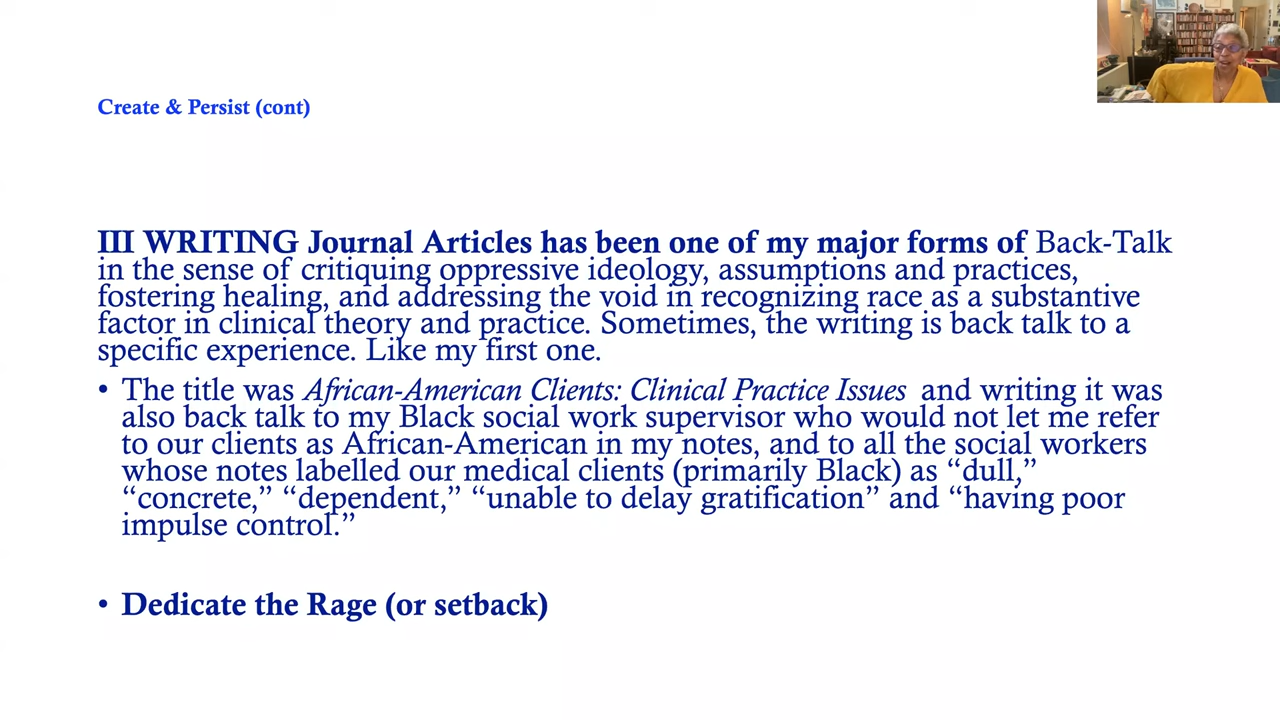 Create & Persist (cont)
III WRITING Journal Articles has been one of my major forms of Back-Talk
in the sense of critiquing oppressive ideology, assumptions and practices,
fostering healing, and addressing the void in recognizing race as a substantive
factor in clinical theory and practice. Sometimes, the writing is back talk to a
specific experience. Like my first one.
• The title was African-American Clients: Clinical Practice Issues and writing it was
also back talk to my Black social work supervisor who would not let me refer
to our clients as African-American in my notes, and to all the social workers
whose notes labelled our medical clients (primarily Black) as “dull,”
“concrete,” “dependent,” “unable to delay gratification” and “having poor
impulse control.”
• Dedicate the Rage (or setback)